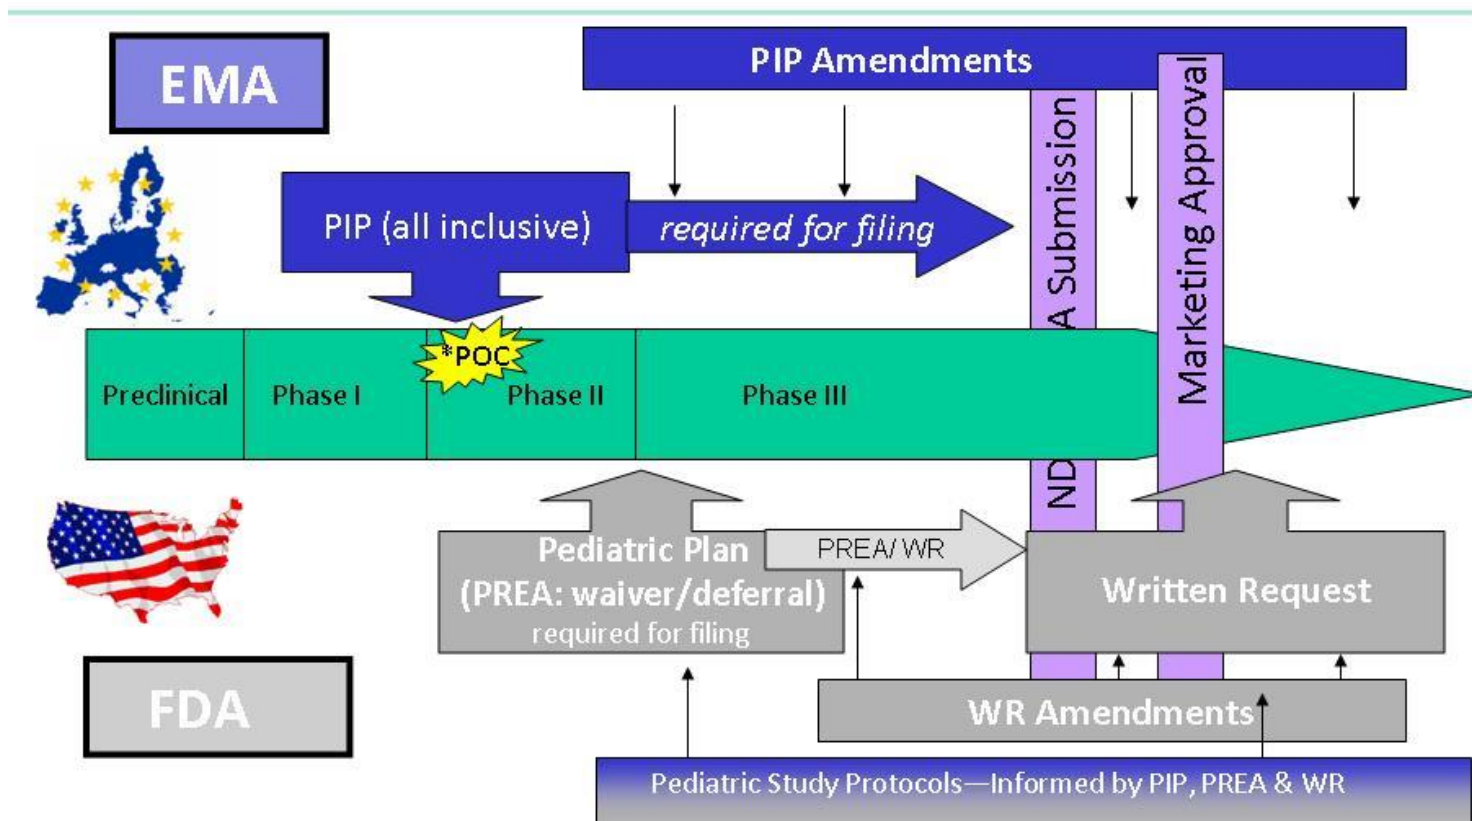 EMA
PIP Amendments
PIP (all inclusive)
required for filing
*POC
Preclinical
Phase I
Phase II
Phase III
ND
A Submission
Marketing Approval
Pediatric Plan
(PREA: waiver/deferral)
required for filing
PREA/ WR
Written Request
FDA
WR Amendments
Pediatric Study Protocols—Informed by PIP, PREA & WR